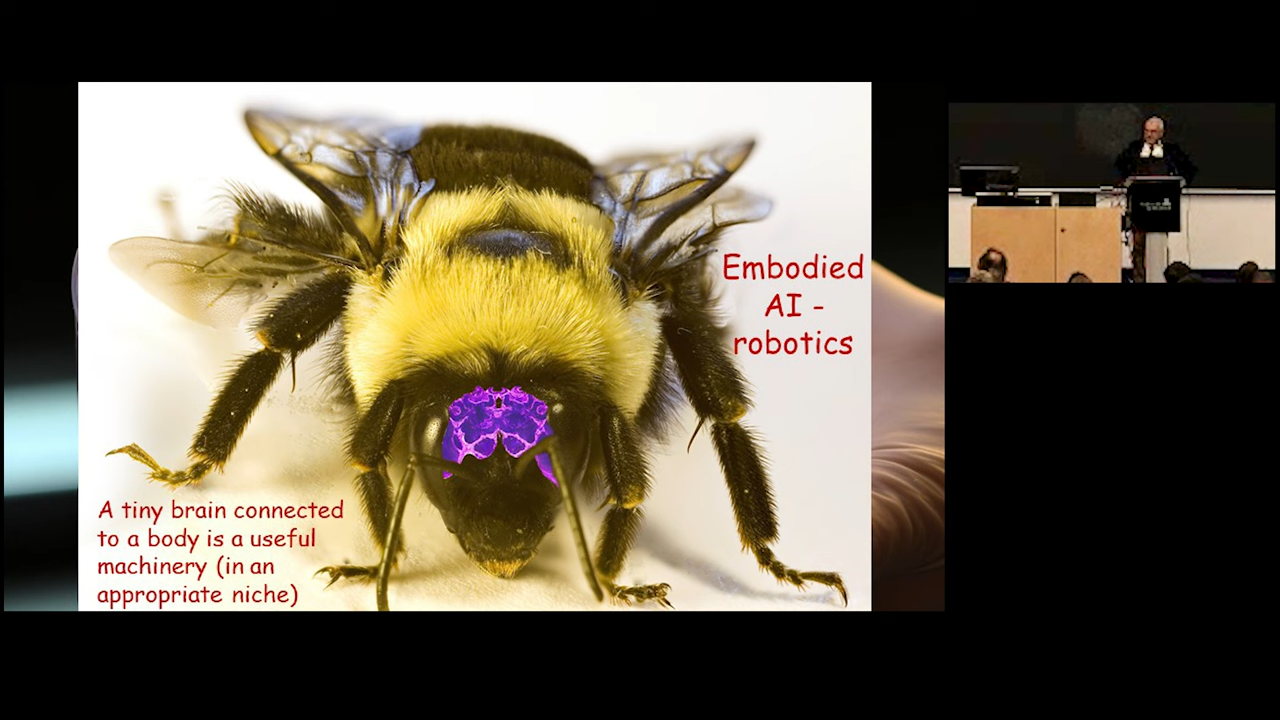 Embodied
AI -
robotics
A tiny brain connected
to a body is a useful
machinery (in an
appropriate niche)